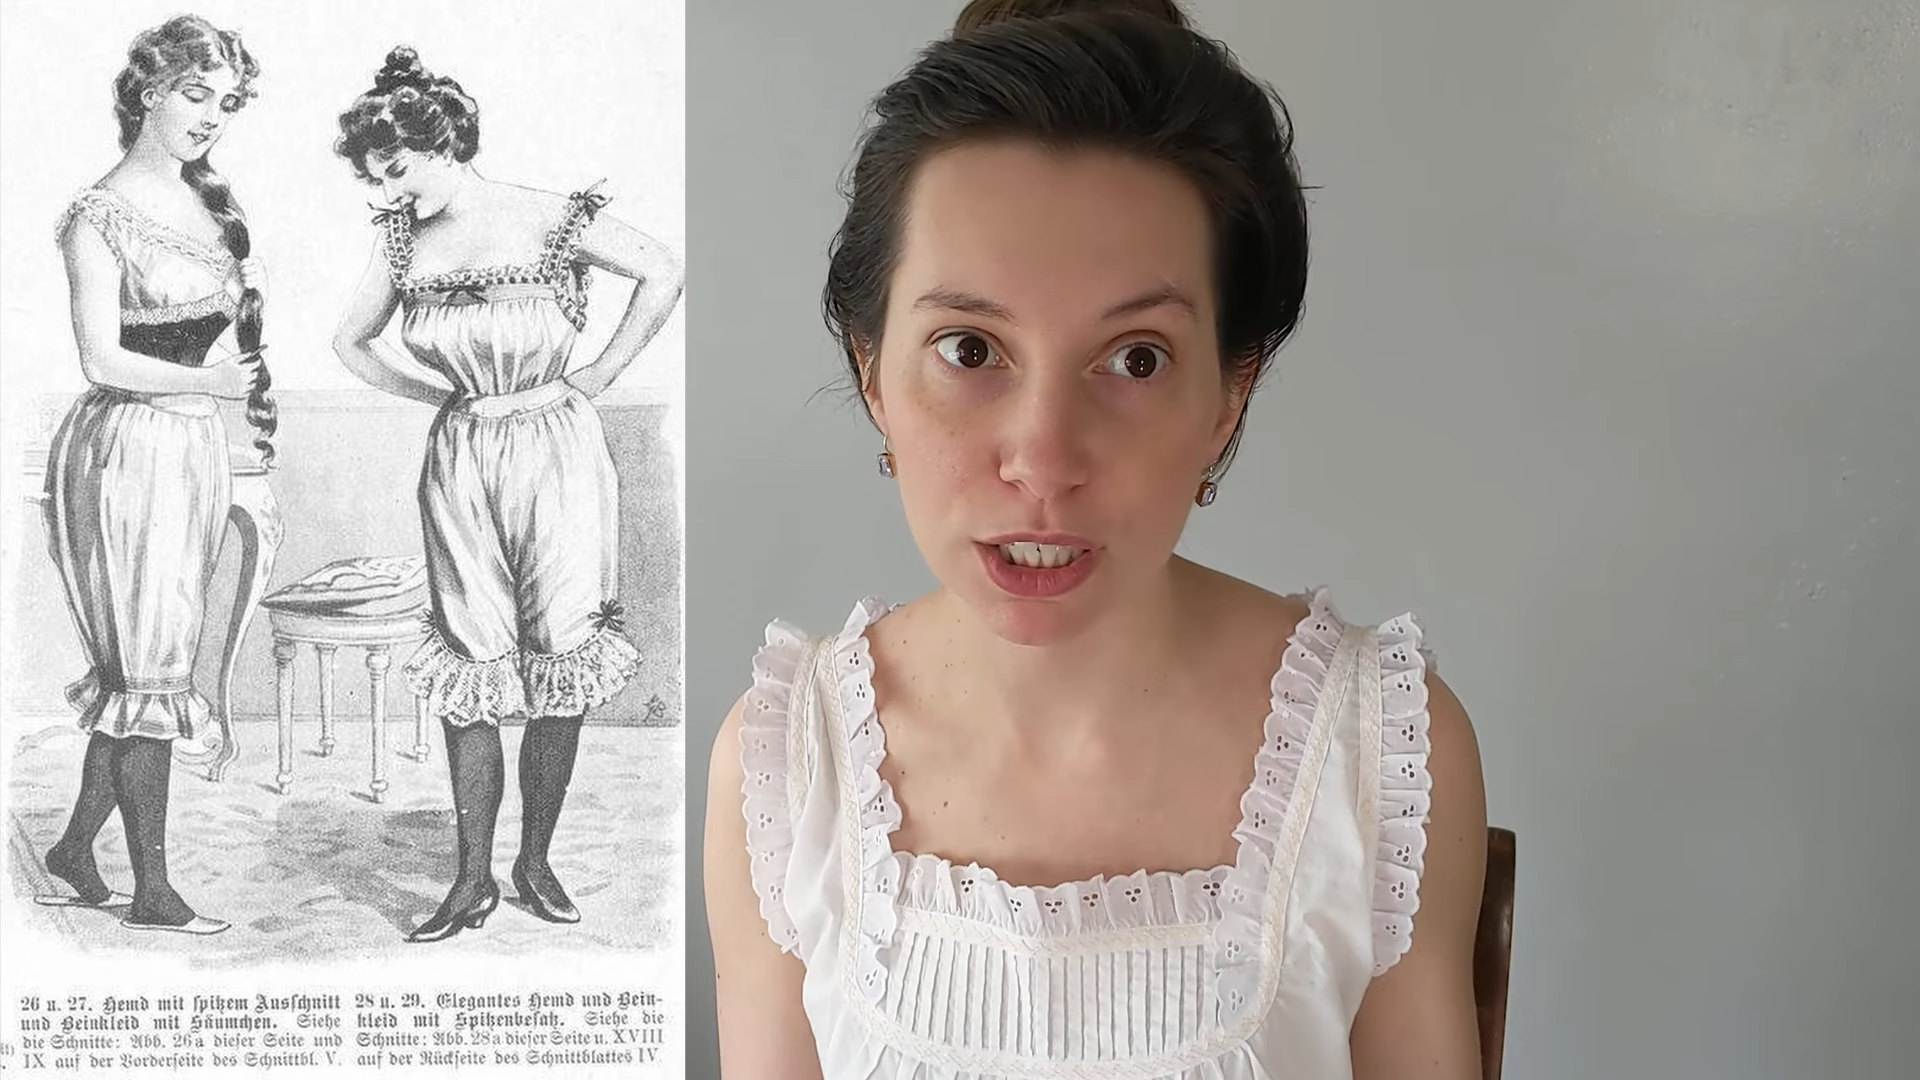 26 u. 27. Hemd mit spitzem Ausschnitt
und Beinkleid mit Säumchen. Siehe
die Schnitte: Abb. 26a dieser Seite und
IX auf der Vorderseite des Schnittbl. V.
28 u. 29. Elegantes Hemd und Bein-
kleid mit Spitzenbesatz. Siehe die
Schnitte: Abb. 28a dieser Seite u. XVIII
auf der Rückseite des Schnittblattes IV.